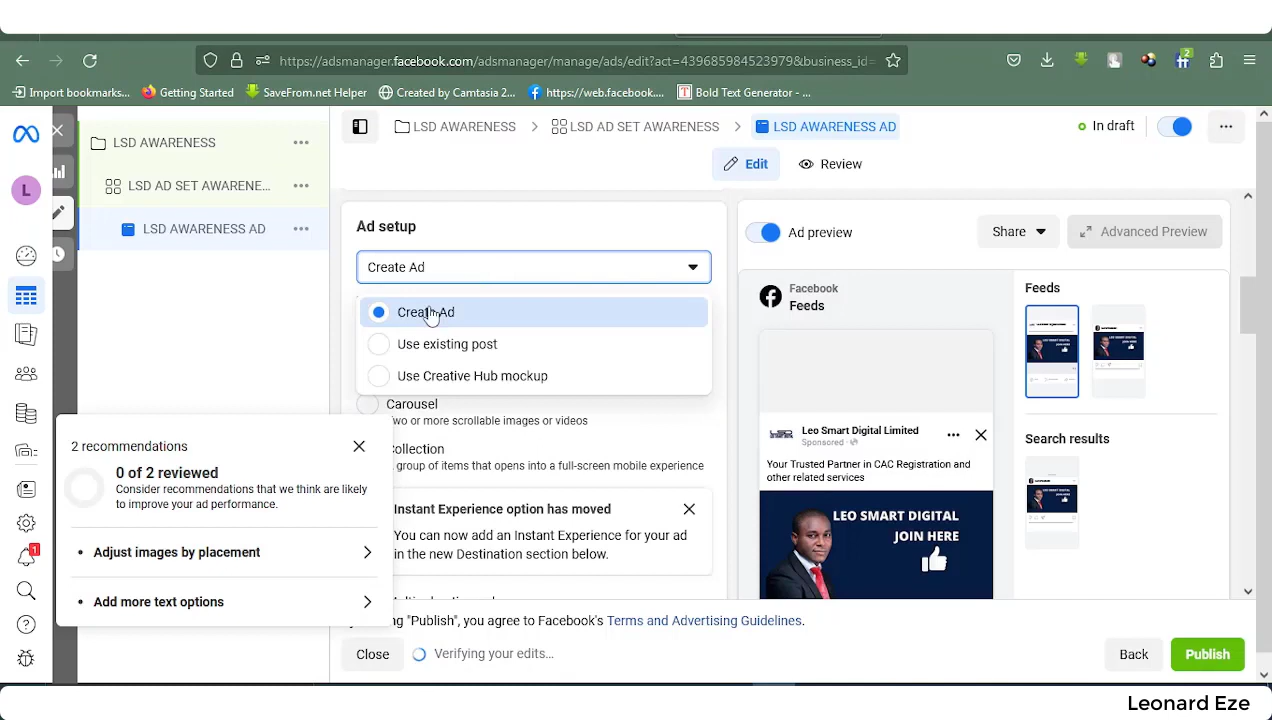 https://adsmanager.facebook.com/adsmanager/manage/ads/edit?act=439685984523979&business_id=
2
Import bookmarks...
Getting Started
SaveFrom.net Helper
Created by Camtasia 2...
https://web.facebook....
Bold Text Generator - ...
LSD AWARENESS
LSD AD SET AWARENE...
LSD AWARENESS AD
L
1
LSD AWARENESS
LSD AD SET AWARENESS
LSD AWARENESS AD
In draft
Edit
Review
Ad setup
Create Ad
Create Ad
Use existing post
Use Creative Hub mockup
Carousel
Two or more scrollable images or videos
Collection
group of items that opens into a full-screen mobile experience
Instant Experience option has moved
You can now add an Instant Experience for your ad
in the new Destination section below.
2 recommendations
0 of 2 reviewed
Consider recommendations that we think are likely
to improve your ad performance.
Adjust images by placement
Add more text options
Ad preview
Share
Advanced Preview
Facebook
Feeds
Leo Smart Digital Limited
Sponsored ·
Your Trusted Partner in CAC Registration and
other related services
LEO SMART DIGITAL
JOIN HERE
Feeds
Search results
"Publish", you agree to Facebook's Terms and Advertising Guidelines.
Close
Verifying your edits...
Back
Publish
Leonard Eze